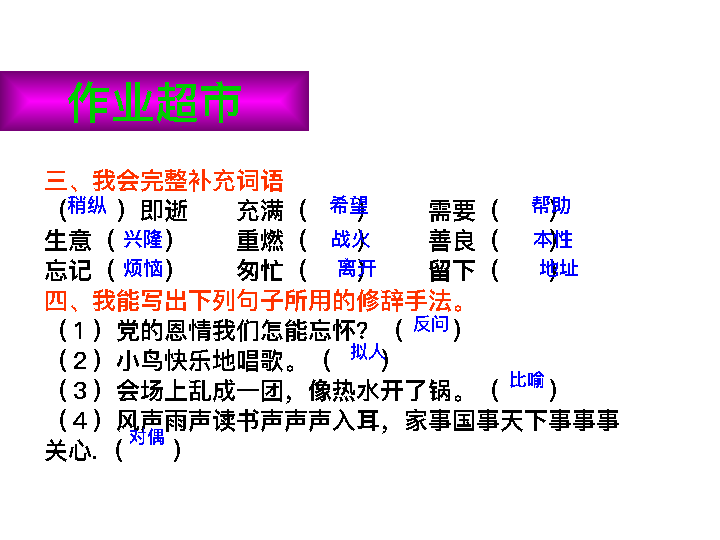 作业超市
三、我会完整补充词语
（稍纵）即逝 充满（希望） 需要（帮助）
生意（兴隆） 重燃（战火） 善良（本性）
忘记（烦恼） 匆忙（离开） 留下（地址）
四、我能写出下列句子所用的修辞手法。
（1）党的恩情我们怎能忘怀？（反问）
（2）小鸟快乐地唱歌。（拟人）
（3）会场上乱成一团，像热水开了锅。（比喻）
（4）风声雨声读书声声声入耳，家事国事天下事事事
关心.（对偶）